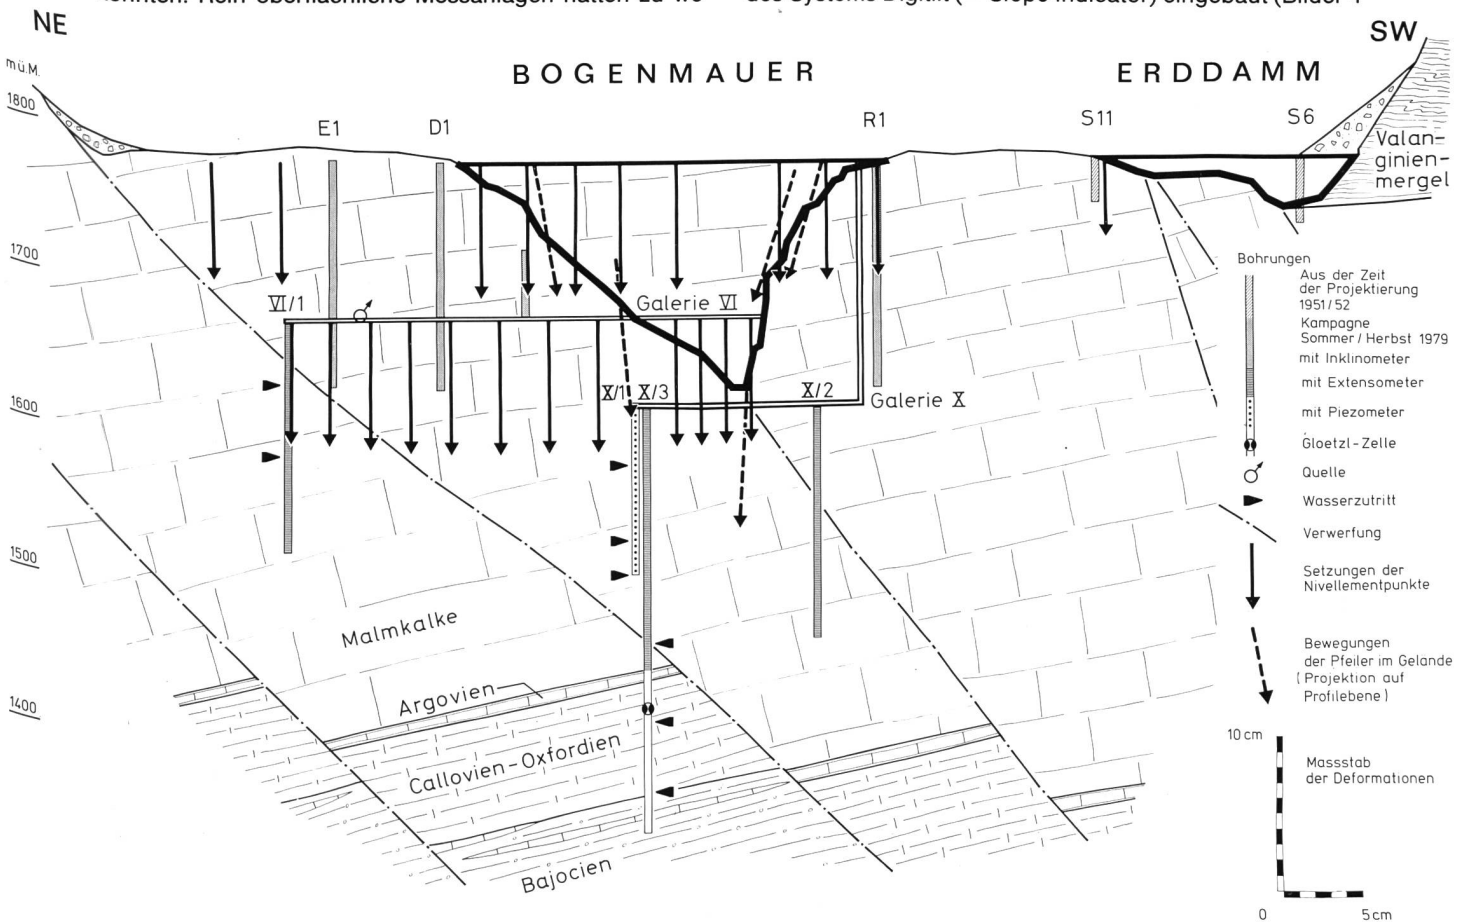 NE
SW
BOGENMAUER
ERDDAMM
mü.M.
1800
1700
1600
1500
1400
E1
D1
R1
S11
S6
Valan-
ginien-
mergel
VI/1
Galerie VI
X/1
X/3
X/2
Galerie X
Malmkalke
Argovien
Callovien-Oxfordien
Bajocien
Bohrungen
Aus der Zeit
der Projektierung
1951/52
Kampagne
Sommer/Herbst 1979
mit Inklinometer
mit Extensometer
mit Piezometer
Gloetzl-Zelle
Quelle
Wasserzutritt
Verwerfung
Setzungen der
Nivellementpunkte
Bewegungen
der Pfeiler im Gelände
(Projektion auf
Profilebene)
10 cm
Massstab
der Deformationen
0
5 cm